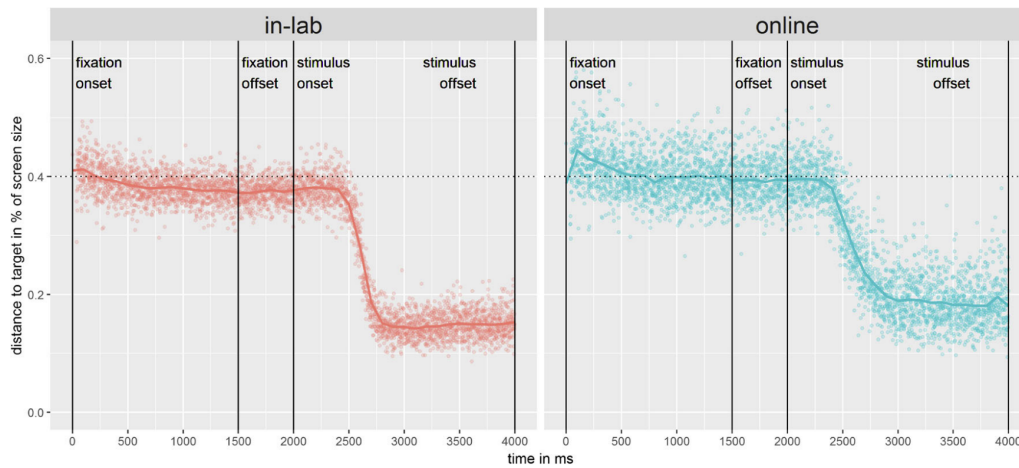 in-lab
online
fixation onset
fixation offset
stimulus onset
stimulus offset
fixation onset
fixation offset
stimulus onset
stimulus offset
0.6
0.4
0.2
0.0
distance to target in % of screen size
0 500 1000 1500 2000 2500 3000 3500 4000
0 500 1000 1500 2000 2500 3000 3500 4000
time in ms